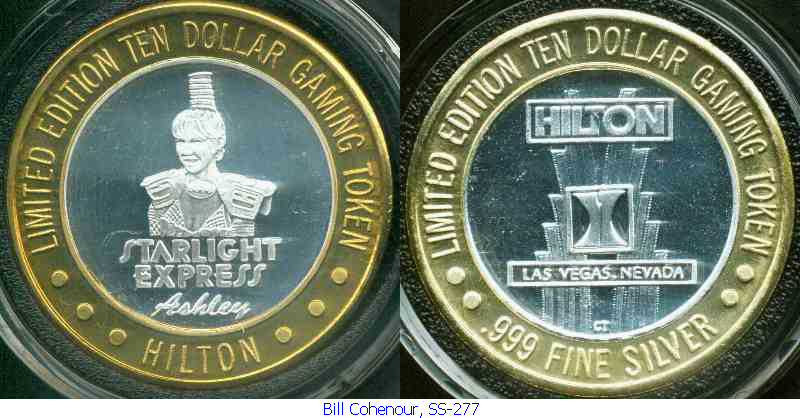 LIMITED EDITION TEN DOLLAR GAMING TOKEN
STARLIGHT
EXPRESS
Ashley
HILTON
LIMITED EDITION TEN DOLLAR GAMING TOKEN
HILTON
LAS VEGAS, NEVADA
CT
.999 FINE SILVER
Bill Cohenour, SS-277